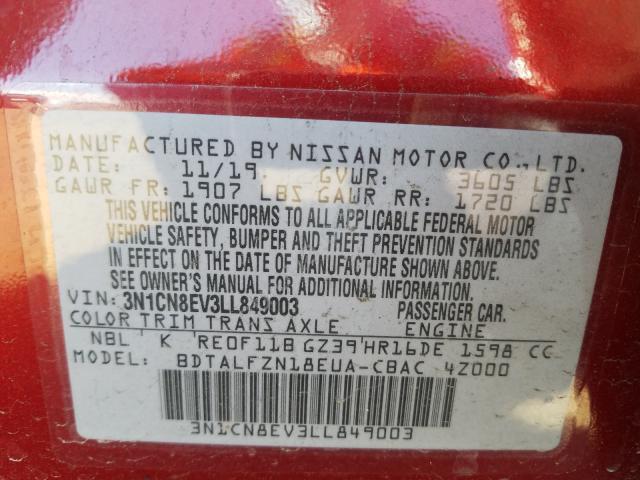 MANUFACTURED BY NISSAN MOTOR CO., LTD.
DATE: 11/19 GVWR: 3605 LBS
GAWR FR: 1907 LBS GAWR RR: 1720 LBS
THIS VEHICLE CONFORMS TO ALL APPLICABLE FEDERAL MOTOR
VEHICLE SAFETY, BUMPER AND THEFT PREVENTION STANDARDS
IN EFFECT ON THE DATE OF MANUFACTURE SHOWN ABOVE.
SEE OWNER'S MANUAL FOR ADDITIONAL INFORMATION.
VIN: 3N1CN8EV3LL849003 PASSENGER CAR.
COLOR TRIM TRANS AXLE ENGINE
NBL K RE0F11B GZ39 HR16DE 1598 CC
MODEL: BDTALFZN18EUA-CBAC 4Z000
3N1CN8EV3LL849003